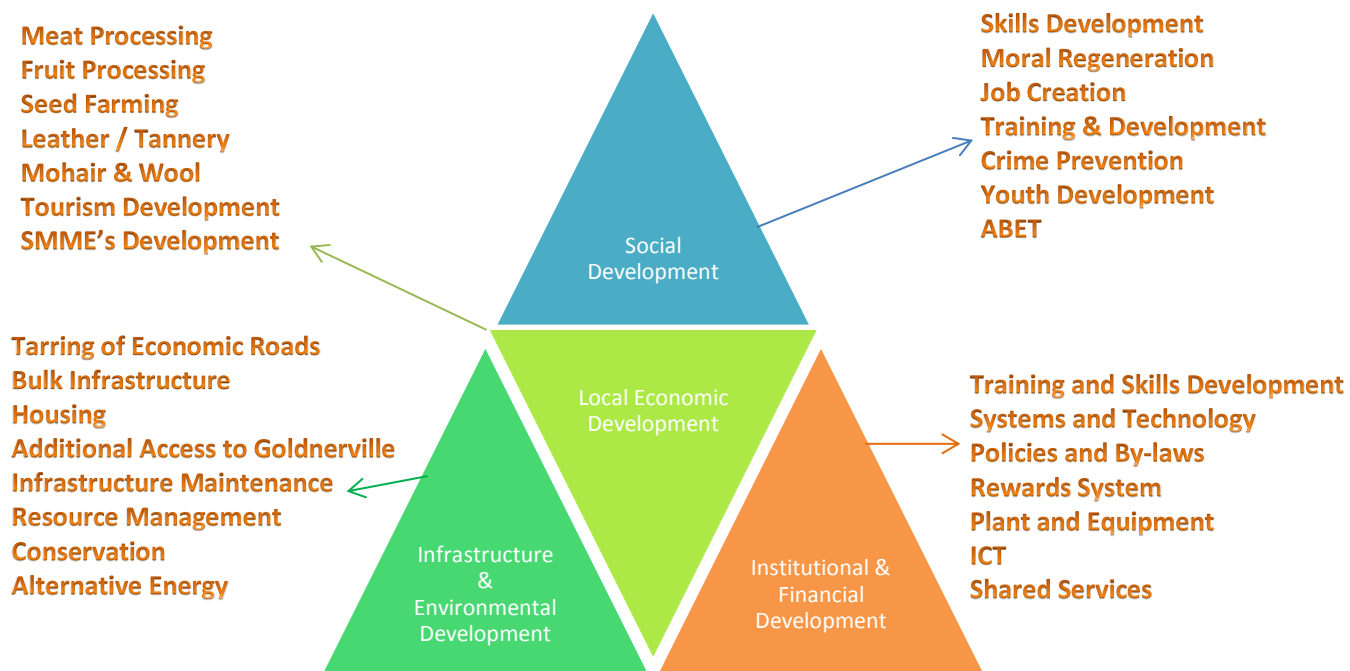 Meat Processing
Fruit Processing
Seed Farming
Leather / Tannery
Mohair & Wool
Tourism Development
SMME's Development
Skills Development
Moral Regeneration
Job Creation
Training & Development
Crime Prevention
Youth Development
ABET
Social
Development
Local Economic
Development
Tarring of Economic Roads
Bulk Infrastructure
Housing
Additional Access to Goldnerville
Infrastructure Maintenance
Resource Management
Conservation
Alternative Energy
Infrastructure
&
Environmental
Development
Institutional &
Financial
Development
Training and Skills Development
Systems and Technology
Policies and By-laws
Rewards System
Plant and Equipment
ICT
Shared Services